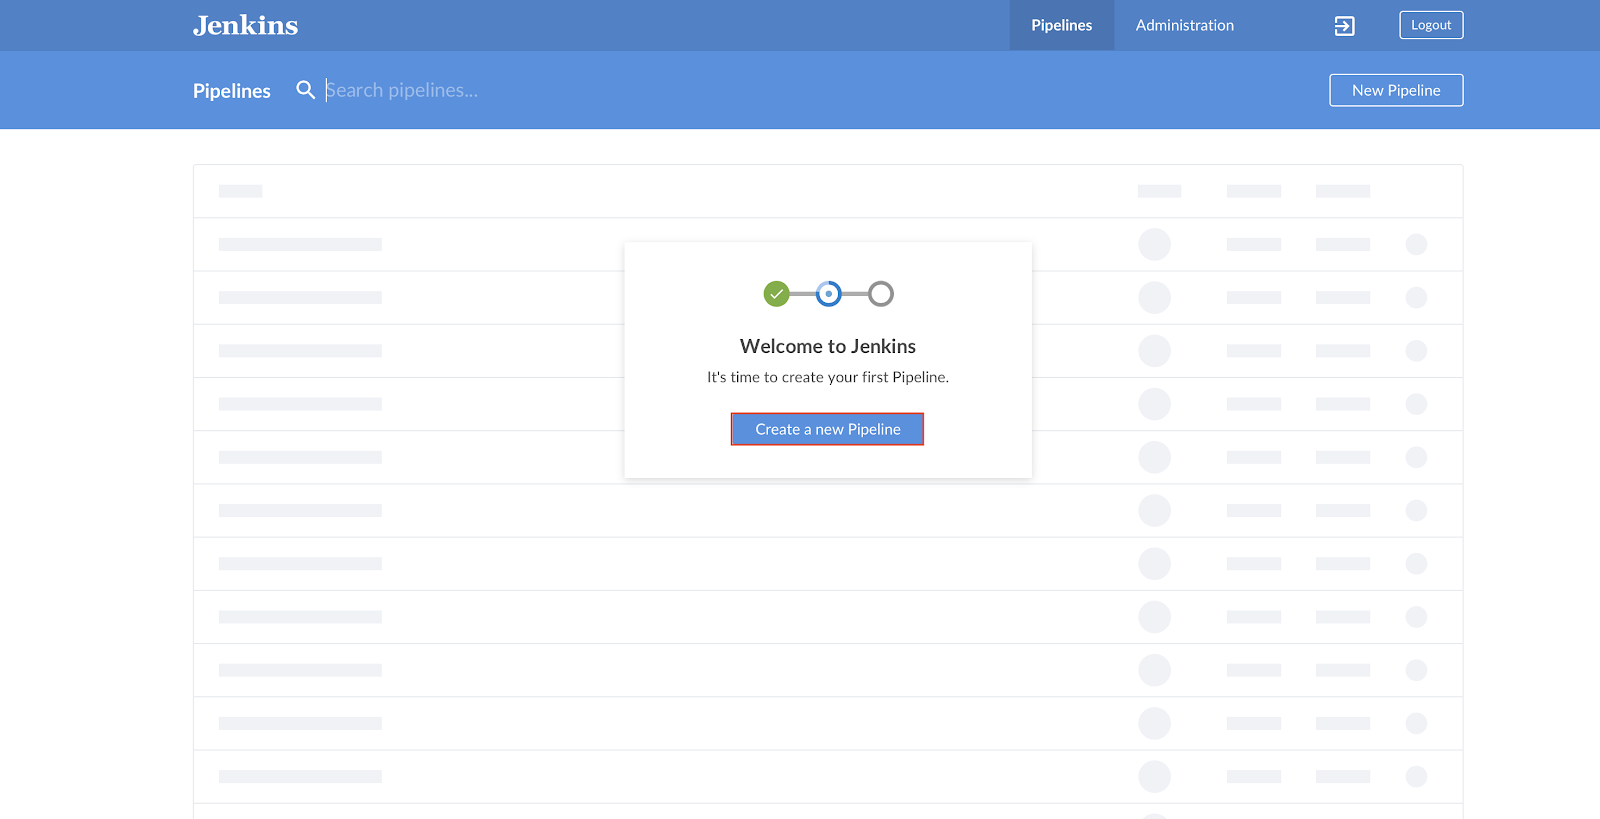 Jenkins
Pipelines
Administration
Logout
Pipelines
Search pipelines...
New Pipeline
Welcome to Jenkins
It's time to create your first Pipeline.
Create a new Pipeline